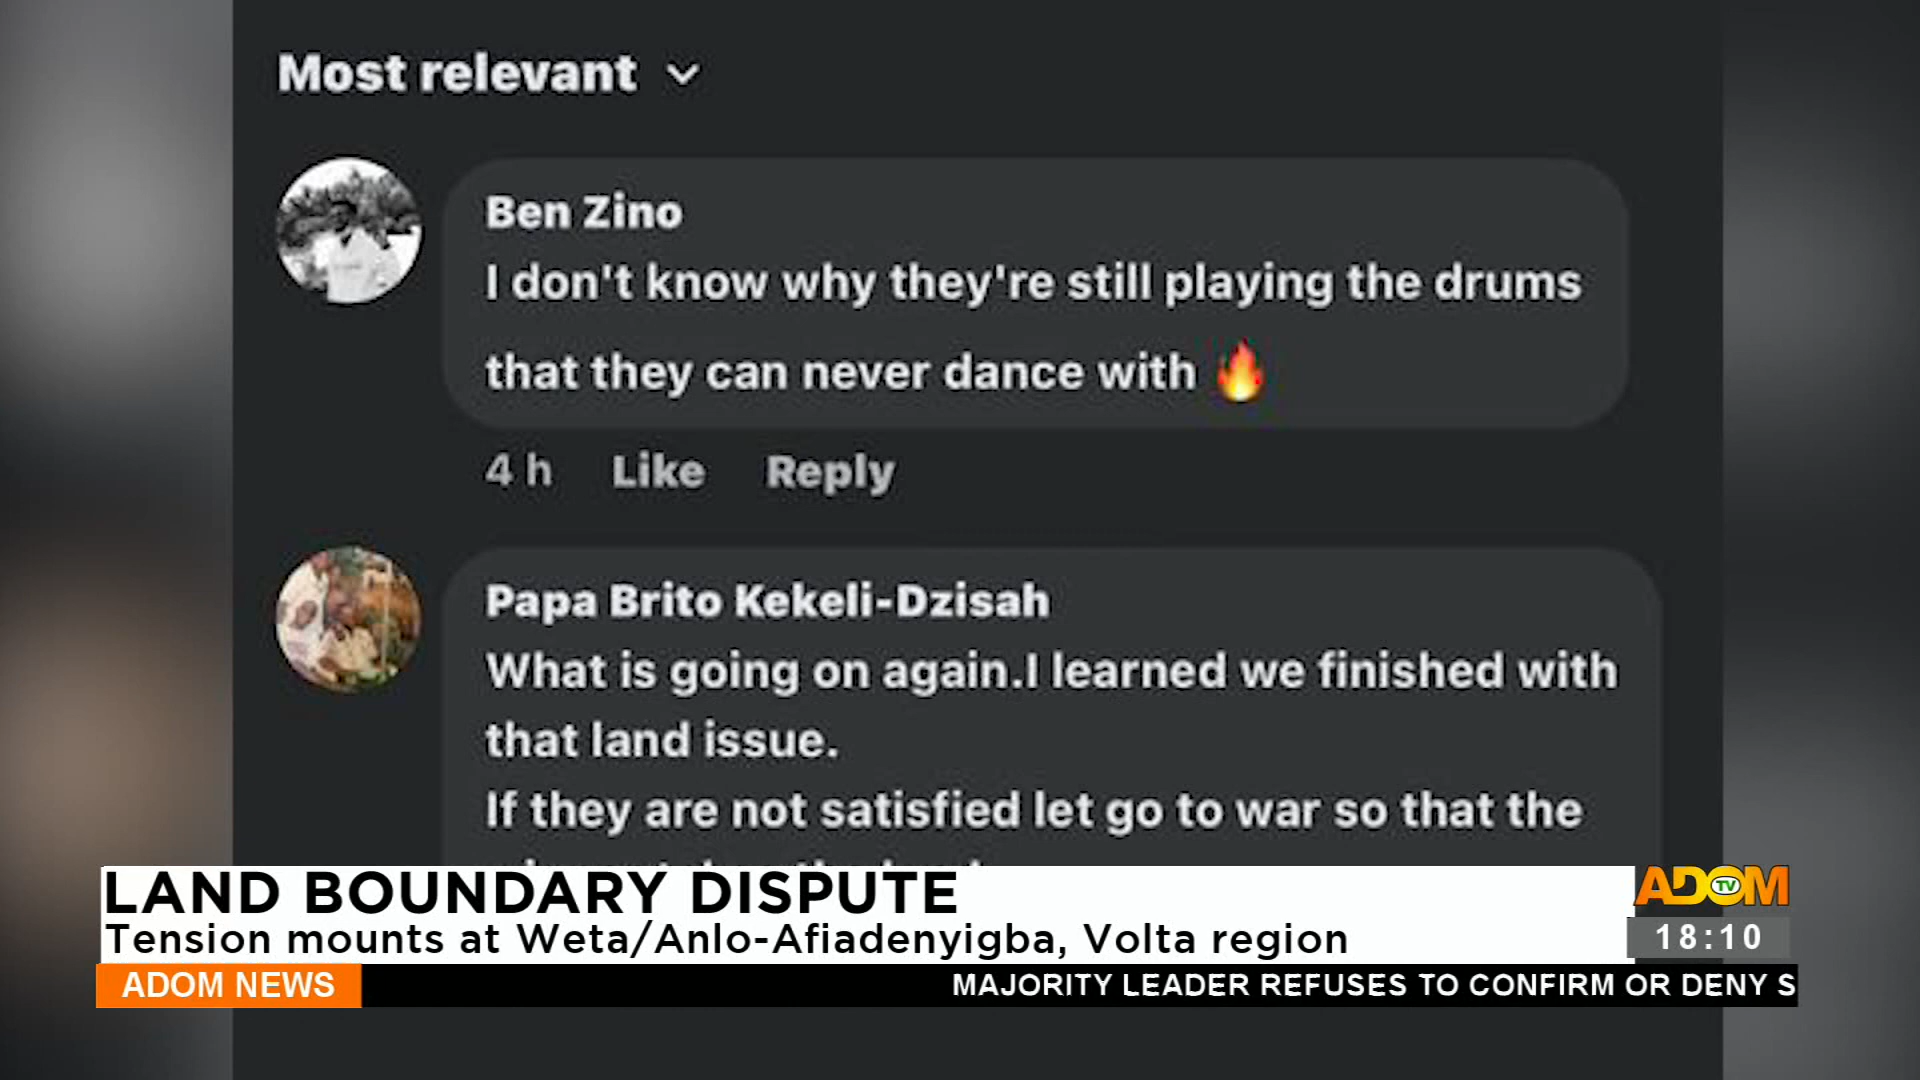 Most relevant
Ben Zino
I don't know why they're still playing the drums
that they can never dance with 🔥
4 h Like Reply
Papa Brito Kekeli-Dzisah
What is going on again.I learned we finished with
that land issue.
If they are not satisfied let go to war so that the
LAND BOUNDARY DISPUTE
Tension mounts at Weta/Anlo-Afiadenyigba, Volta region
ADOM TV
18:10
ADOM NEWS
MAJORITY LEADER REFUSES TO CONFIRM OR DENY S